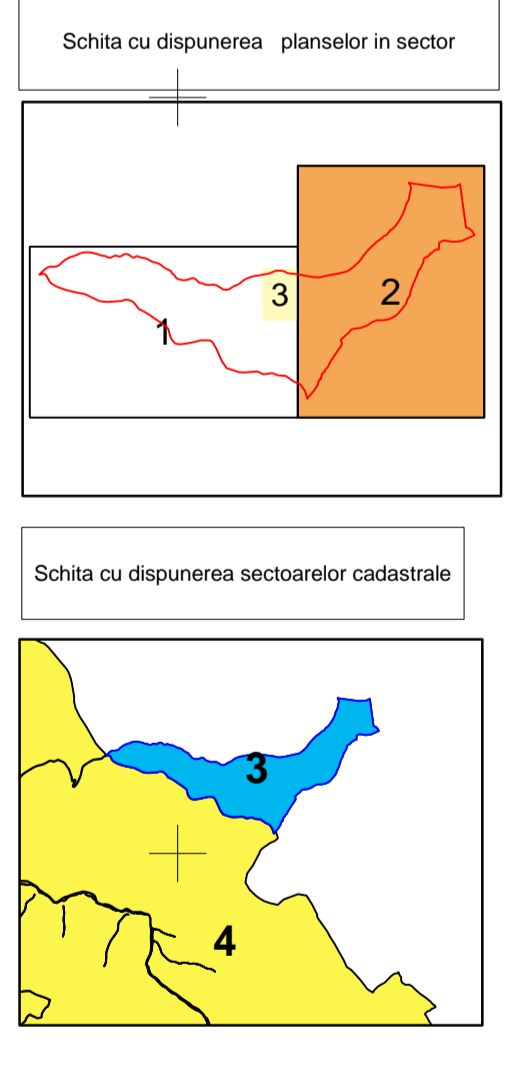 Schita cu dispunerea planselor in sector
3
2
1
Schita cu dispunerea sectoarelor cadastrale
3
4